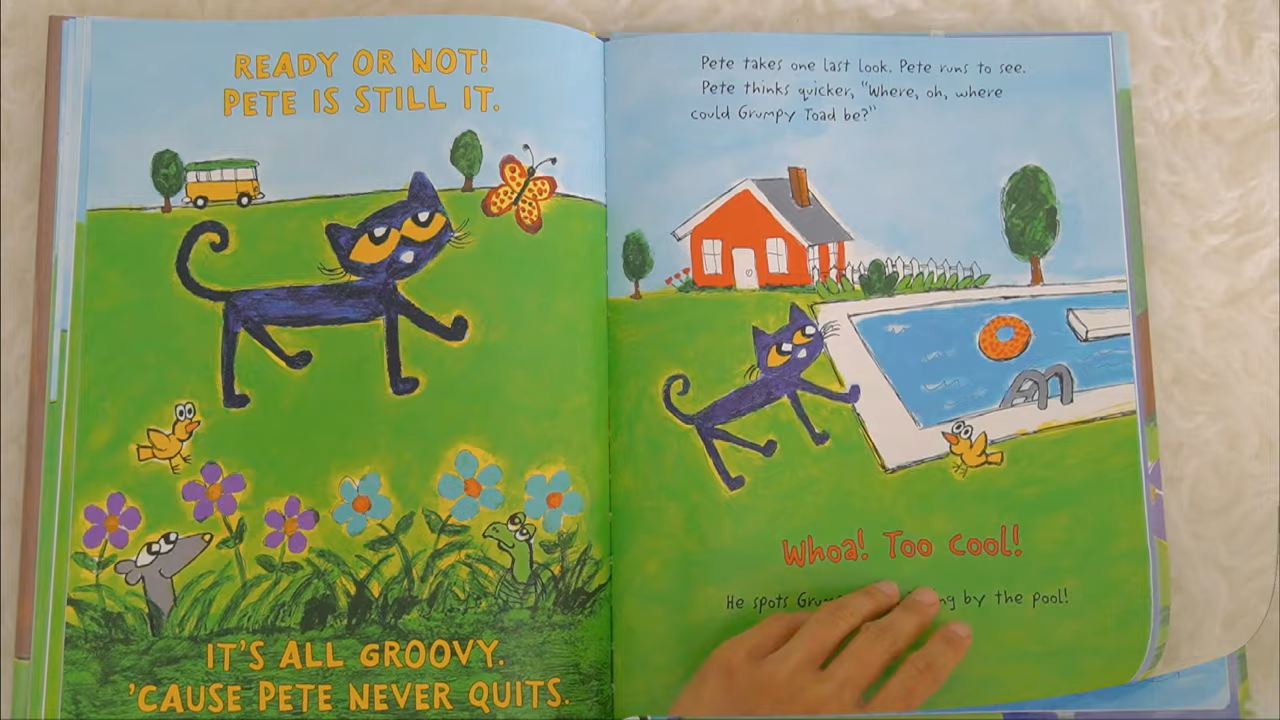 READY OR NOT!
PETE IS STILL IT.
IT'S ALL GROOVY.
'CAUSE PETE NEVER QUITS.
Pete takes one last look. Pete runs to see.
Pete thinks quicker, "Where, oh, where
could Grumpy Toad be?"
Whoa! Too cool!
He spots by the pool!